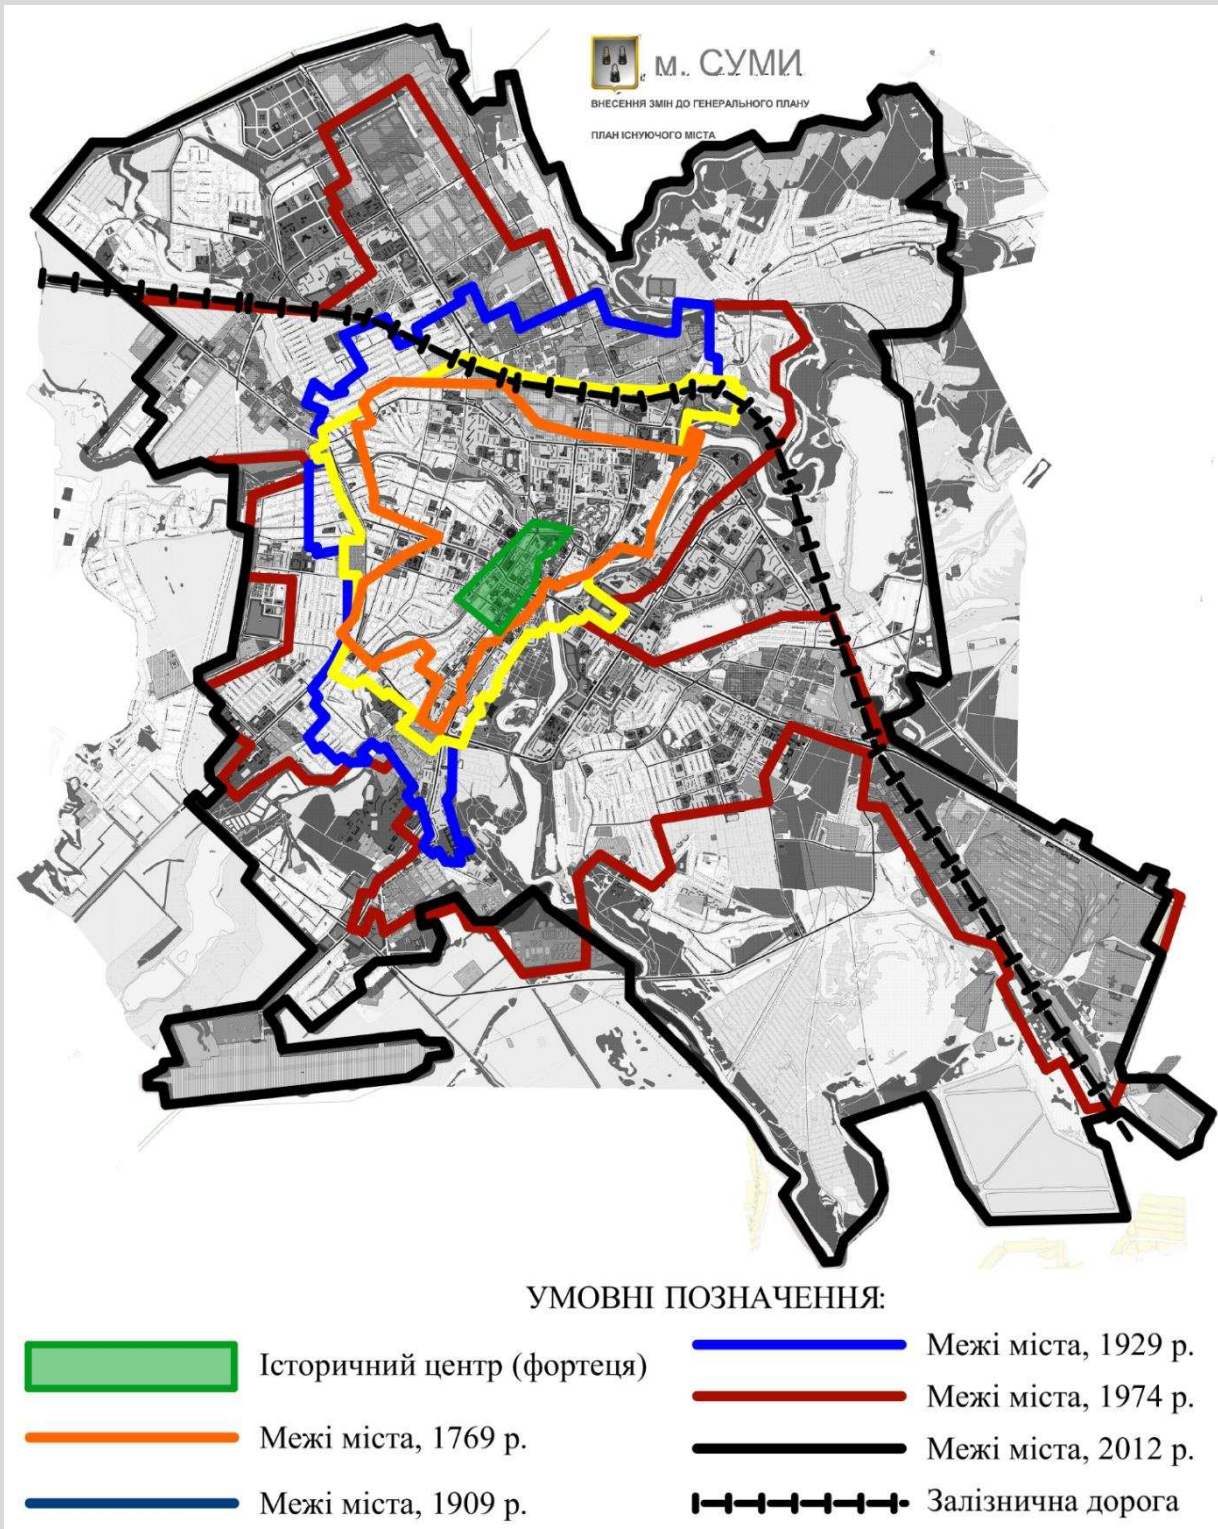 м. СУМИ
ВНЕСЕННЯ ЗМІН ДО ГЕНЕРАЛЬНОГО ПЛАНУ
ПЛАН ІСНУЮЧОГО МІСТА
УМОВНІ ПОЗНАЧЕННЯ:
Історичний центр (фортеця)
Межі міста, 1769 р.
Межі міста, 1909 р.
Межі міста, 1929 р.
Межі міста, 1974 р.
Межі міста, 2012 р.
Залізнична дорога